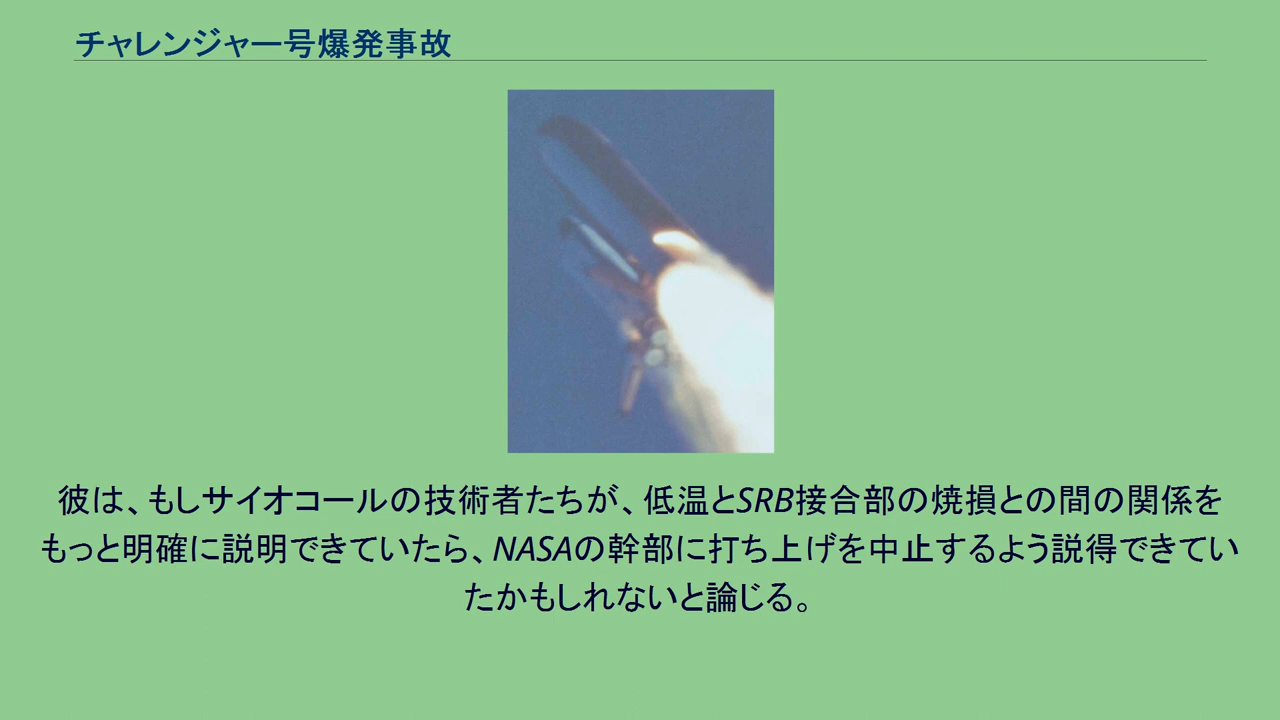 チャレンジャー号爆発事故
彼は、もしサイオコールの技術者たちが、低温とSRB接合部の焼損との間の関係を
もっと明確に説明できていたら、NASAの幹部に打ち上げを中止するよう説得できてい
たかもしれないと論じる。